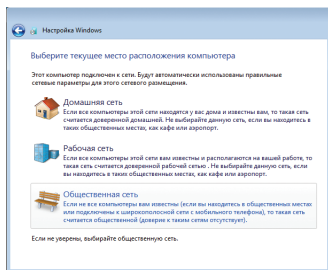 Настройка Windows
Выберите текущее место расположения компьютера
Этот компьютер подключен к сети. Будут автоматически использованы правильные
сетевые параметры для этого сетевого размещения.
Домашняя сеть
Если все компьютеры этой сети находятся у вас дома и известны вам, то такая сеть
считается доверенной домашней. Не выбирайте данную сеть, если вы находитесь в
таких общественных местах, как кафе или аэропорт.
Рабочая сеть
Если все компьютеры этой сети вам известны и располагаются на вашей работе, то
такая сеть считается доверенной рабочей сетью . Не выбирайте данную сеть, если
вы находитесь в таких общественных местах, как кафе или аэропорт.
Общественная сеть
Если не все компьютеры вам известны (если вы находитесь в общественных местах
или подключены к широкополосной сети с мобильного телефона), то такая сеть
считается общественной (доверие к таким сетям отсутствует).
Если не уверены, выбирайте общественную сеть.